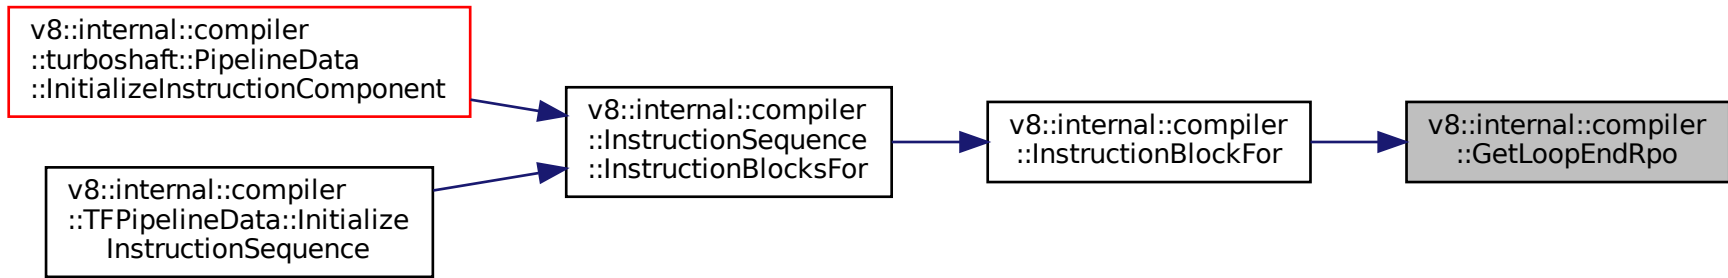 v8::internal::compiler
::turboshaft::PipelineData
::InitializeInstructionComponent
v8::internal::compiler
::TFPipelineData::Initialize
InstructionSequence
v8::internal::compiler
::InstructionSequence
::InstructionBlocksFor
v8::internal::compiler
::InstructionBlockFor
v8::internal::compiler
::GetLoopEndRpo